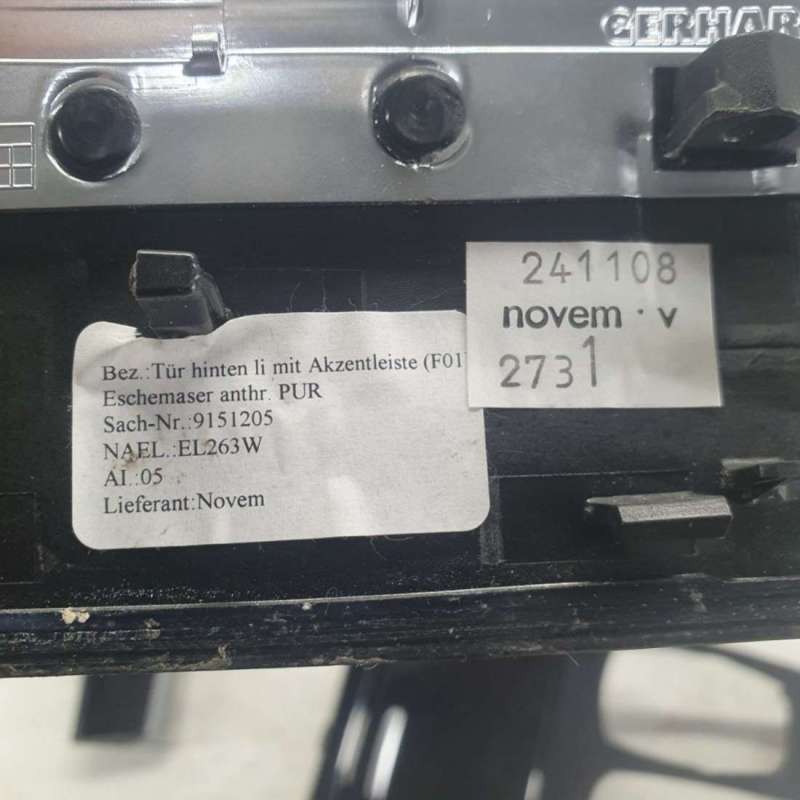 GERHAR
241108
novem · v
2731
Bez.:Tür hinten li mit Akzentleiste (F01
Eschemaser anthr. PUR
Sach-Nr.:9151205
NAEL.:EL263W
AI.:05
Lieferant:Novem